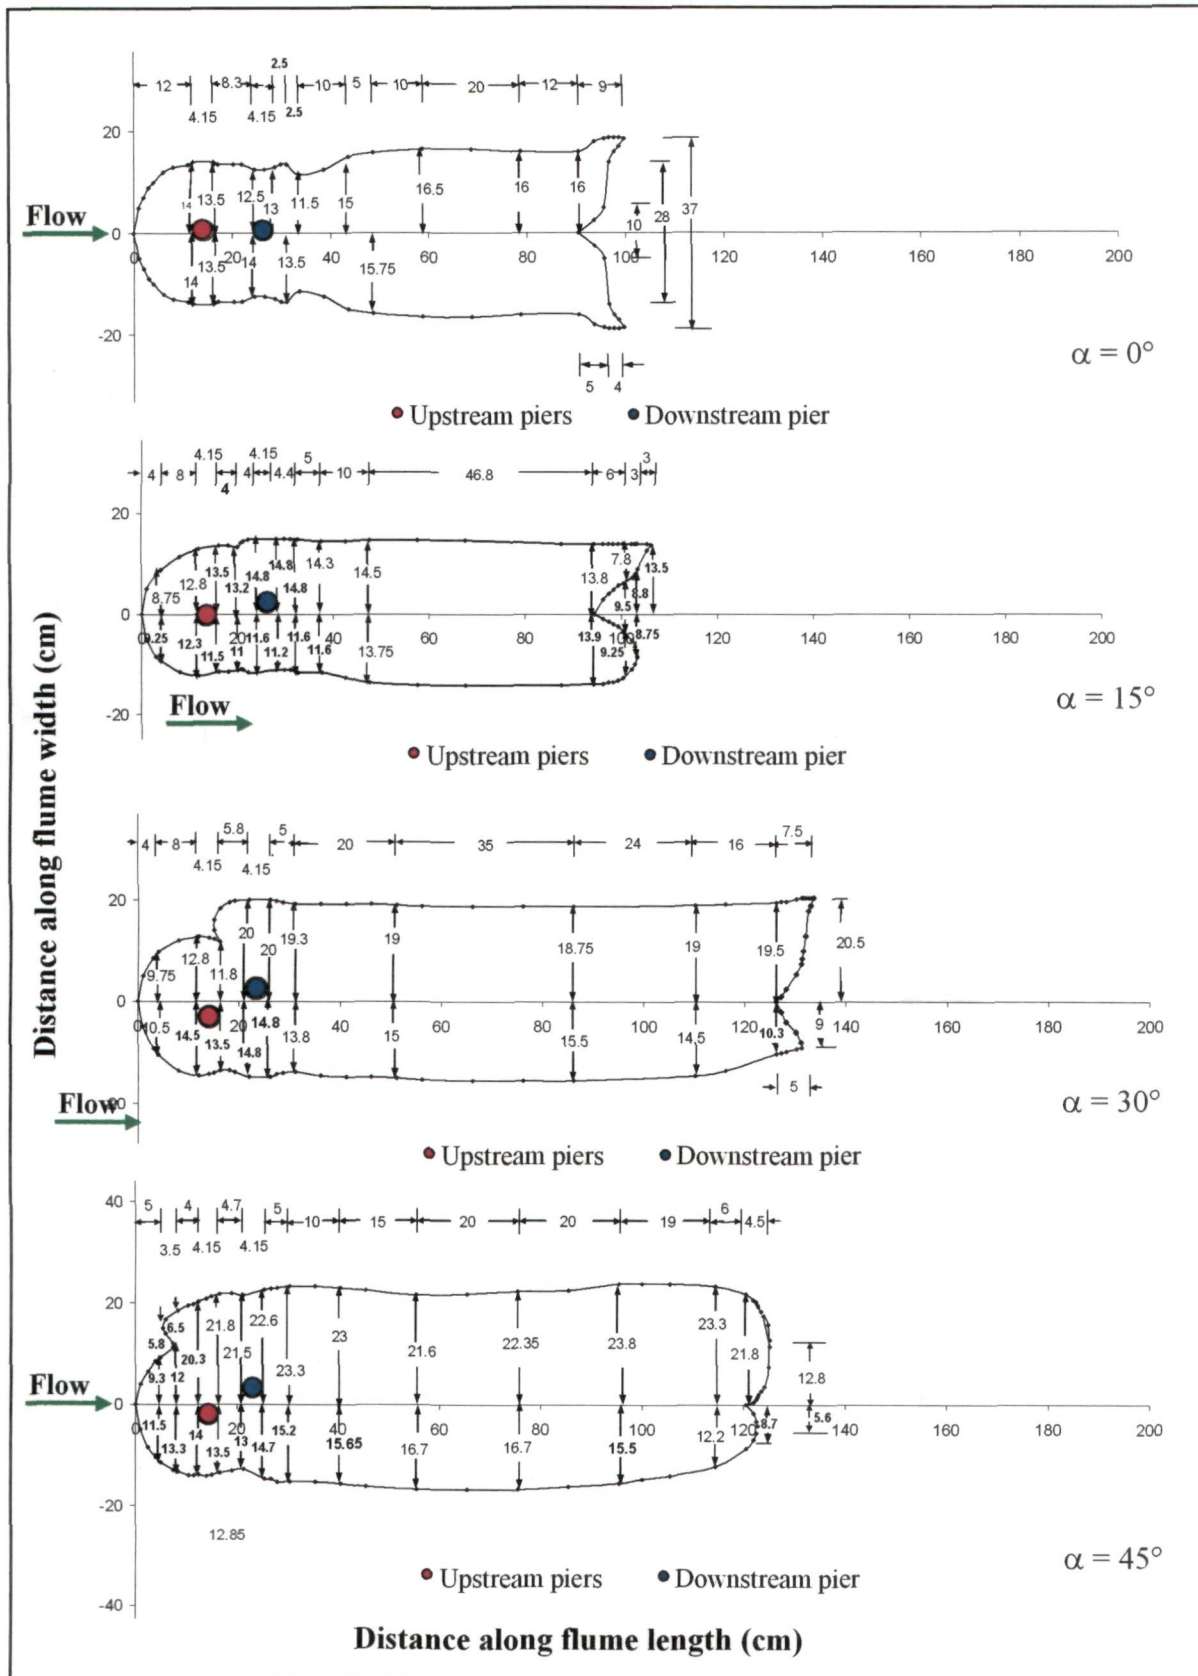 12 8.3 2.5 10 5 10 20 12 9
4.15 4.15 2.5
20
14 13.5 12.5 13 11.5 15 16.5 16 16 10 28 37
Flow
0
0 20 40 60 80 100 120 140 160 180 200
14 13.5 14 13.5 15.75
-20
5 4
α = 0°
Upstream piers Downstream pier
4.15 4.15 5 3
4 8 4 4.4 10 46.8 6 3
4
20
8.75 12.8 13.5 13.2 14.8 14.8 14.8 14.3 14.5 13.8 7.8 9.5 8.8 13.5
0
0 20 40 60 80 100 120 140 160 180 200
9.25 12.3 11.5 11 11.6 11.2 11.6 11.6 13.75 13.9 9.25 8.75
-20
Flow
α = 15°
Upstream piers Downstream pier
Distance along flume width (cm)
5.8 5 7.5
4 8 20 35 24 16
4.15 4.15
20
9.75 12.8 11.8 20 20 19.3 19 18.75 19 19.5 20.5
0
0 20 40 60 80 100 120 140 160 180 200
10.5 14.5 13.5 14.8 14.8 13.8 15 15.5 14.5 10.3 9
5
Flow
α = 30°
Upstream piers Downstream pier
40
5 4 4.7 5 10 15 20 20 19 6 4.5
3.5 4.15 4.15
20
6.5 5.8 9.3 12 20.3 21.8 21.5 22.6 23.3 23 21.6 22.35 23.8 23.3 21.8 12.8
Flow
0
0 20 40 60 80 100 120 140 160 180 200
11.5 13.3 14 13.5 13 14.7 15.2 15.65 16.7 16.7 15.5 12.2 8.7 5.6
-20
12.85
α = 45°
Upstream piers Downstream pier
-40
Distance along flume length (cm)